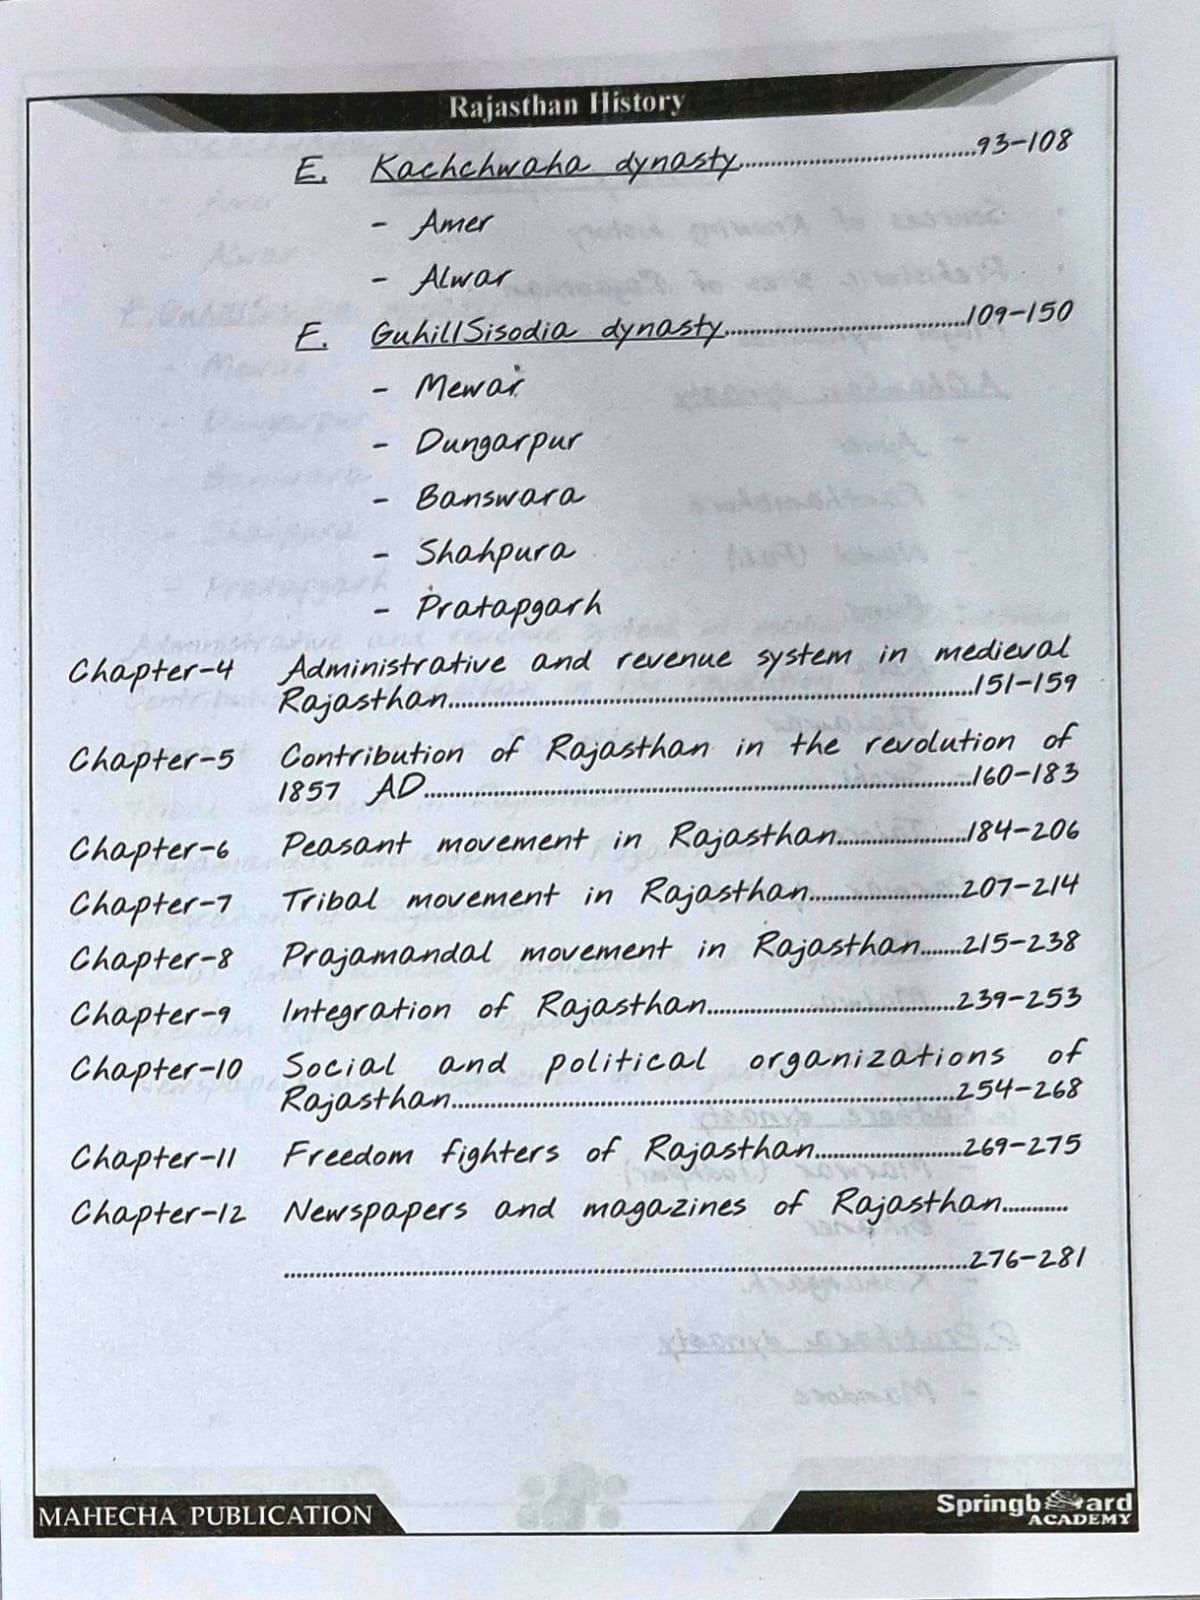 Rajasthan History
E. Kachchwaha dynasty..............................93-108
- Amer
- Alwar
F. GuhillSisodia dynasty..............................109-150
- Mewar
- Dungarpur
- Banswara
- Shahpura
- Pratapgarh
Chapter-4 Administrative and revenue system in medieval
Rajasthan..............................151-159
Chapter-5 Contribution of Rajasthan in the revolution of
1857 AD..............................160-183
Chapter-6 Peasant movement in Rajasthan....................184-206
Chapter-7 Tribal movement in Rajasthan....................207-214
Chapter-8 Prajamandal movement in Rajasthan.......215-238
Chapter-9 Integration of Rajasthan..............................239-253
Chapter-10 Social and political organizations of
Rajasthan..............................254-268
Chapter-11 Freedom fighters of Rajasthan....................269-275
Chapter-12 Newspapers and magazines of Rajasthan............
..............................276-281
MAHECHA PUBLICATION
Springboard
ACADEMY